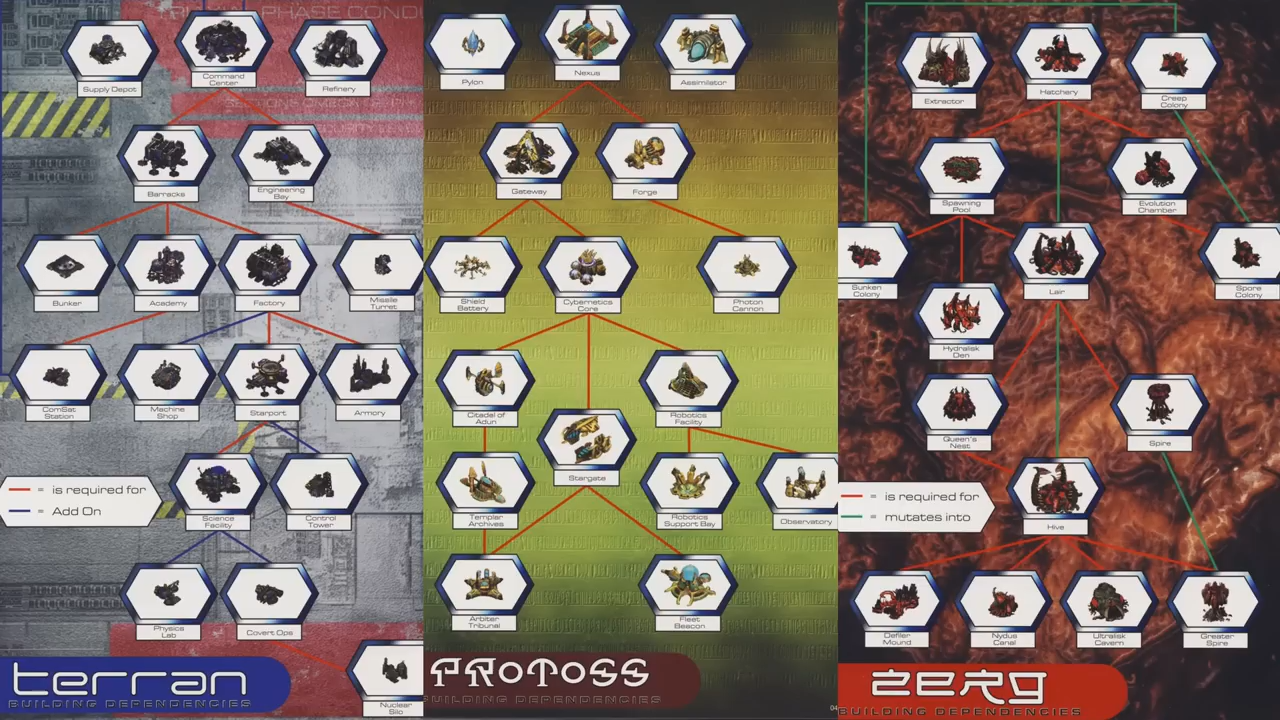 PHASE COND
Supply Depot
Command
Center
Refinery
Barracks
Engineering
Bay
Bunker
Academy
Factory
Missile
Turret
ComSat
Station
Machine
Shop
Starport
Armory
= is required for
= Add On
Science
Facility
Control
Tower
Physics
Lab
Covert Ops
Nuclear
Silo
terran
BUILDING DEPENDENCIES
Pylon
Nexus
Assimilator
Gateway
Forge
Shield
Battery
Cybernetics
Core
Photon
Cannon
Citadel of
Adun
Robotics
Facility
Stargate
Templar
Archives
Robotics
Support Bay
Observatory
Arbiter
Tribunal
Fleet
Beacon
PROTOSS
BUILDING DEPENDENCIES
04
Extractor
Hatchery
Creep
Colony
Spawning
Pool
Evolution
Chamber
Sunken
Colony
Lair
Spore
Colony
Hydralisk
Den
Queen's
Nest
Spire
= is required for
= mutates into
Hive
Defiler
Mound
Nydus
Canal
Ultralisk
Cavern
Greater
Spire
zerg
BUILDING DEPENDENCIES